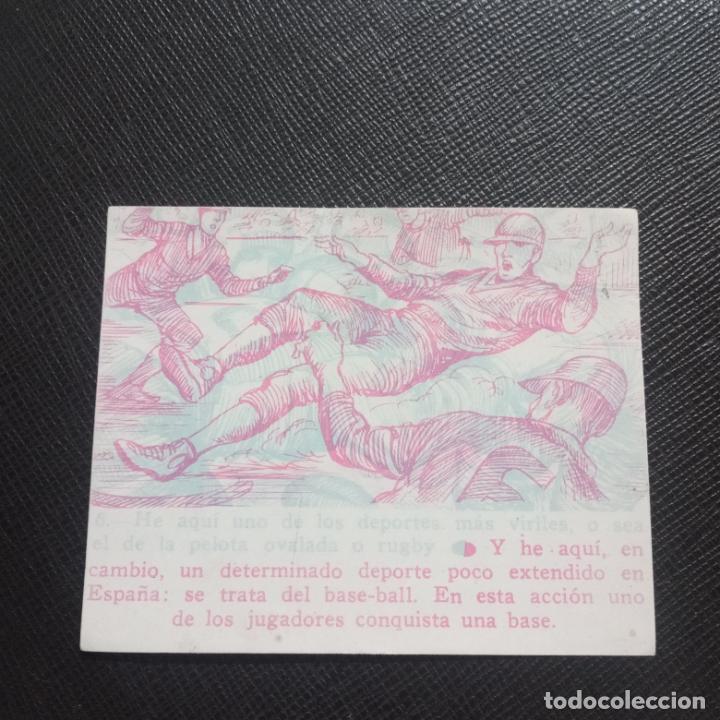 6.—He aquí uno de los deportes más viriles, o sea
el de la pelota ovalada o rugby Y he aquí, en
cambio, un determinado deporte poco extendido en
España: se trata del base-ball. En esta acción uno
de los jugadores conquista una base.
todocoleccion